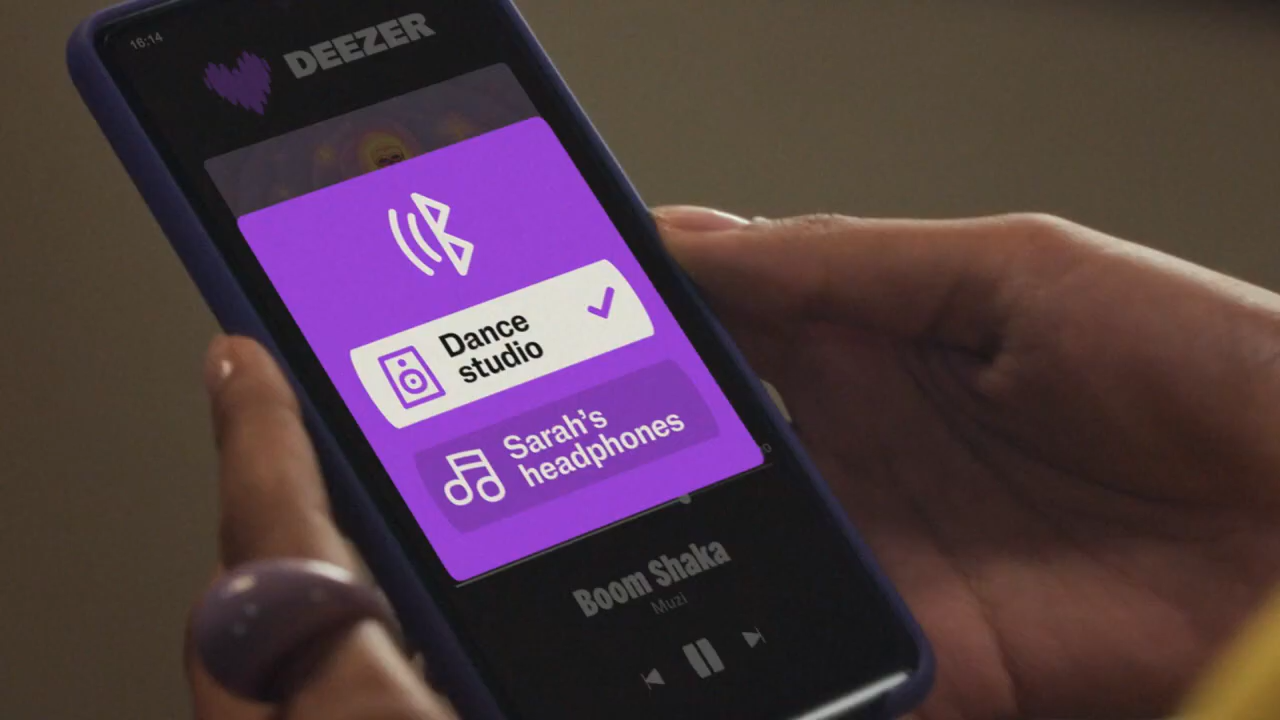 16:14
DEEZER
Dance
studio
Sarah's
headphones
Boom Shaka
Muzi